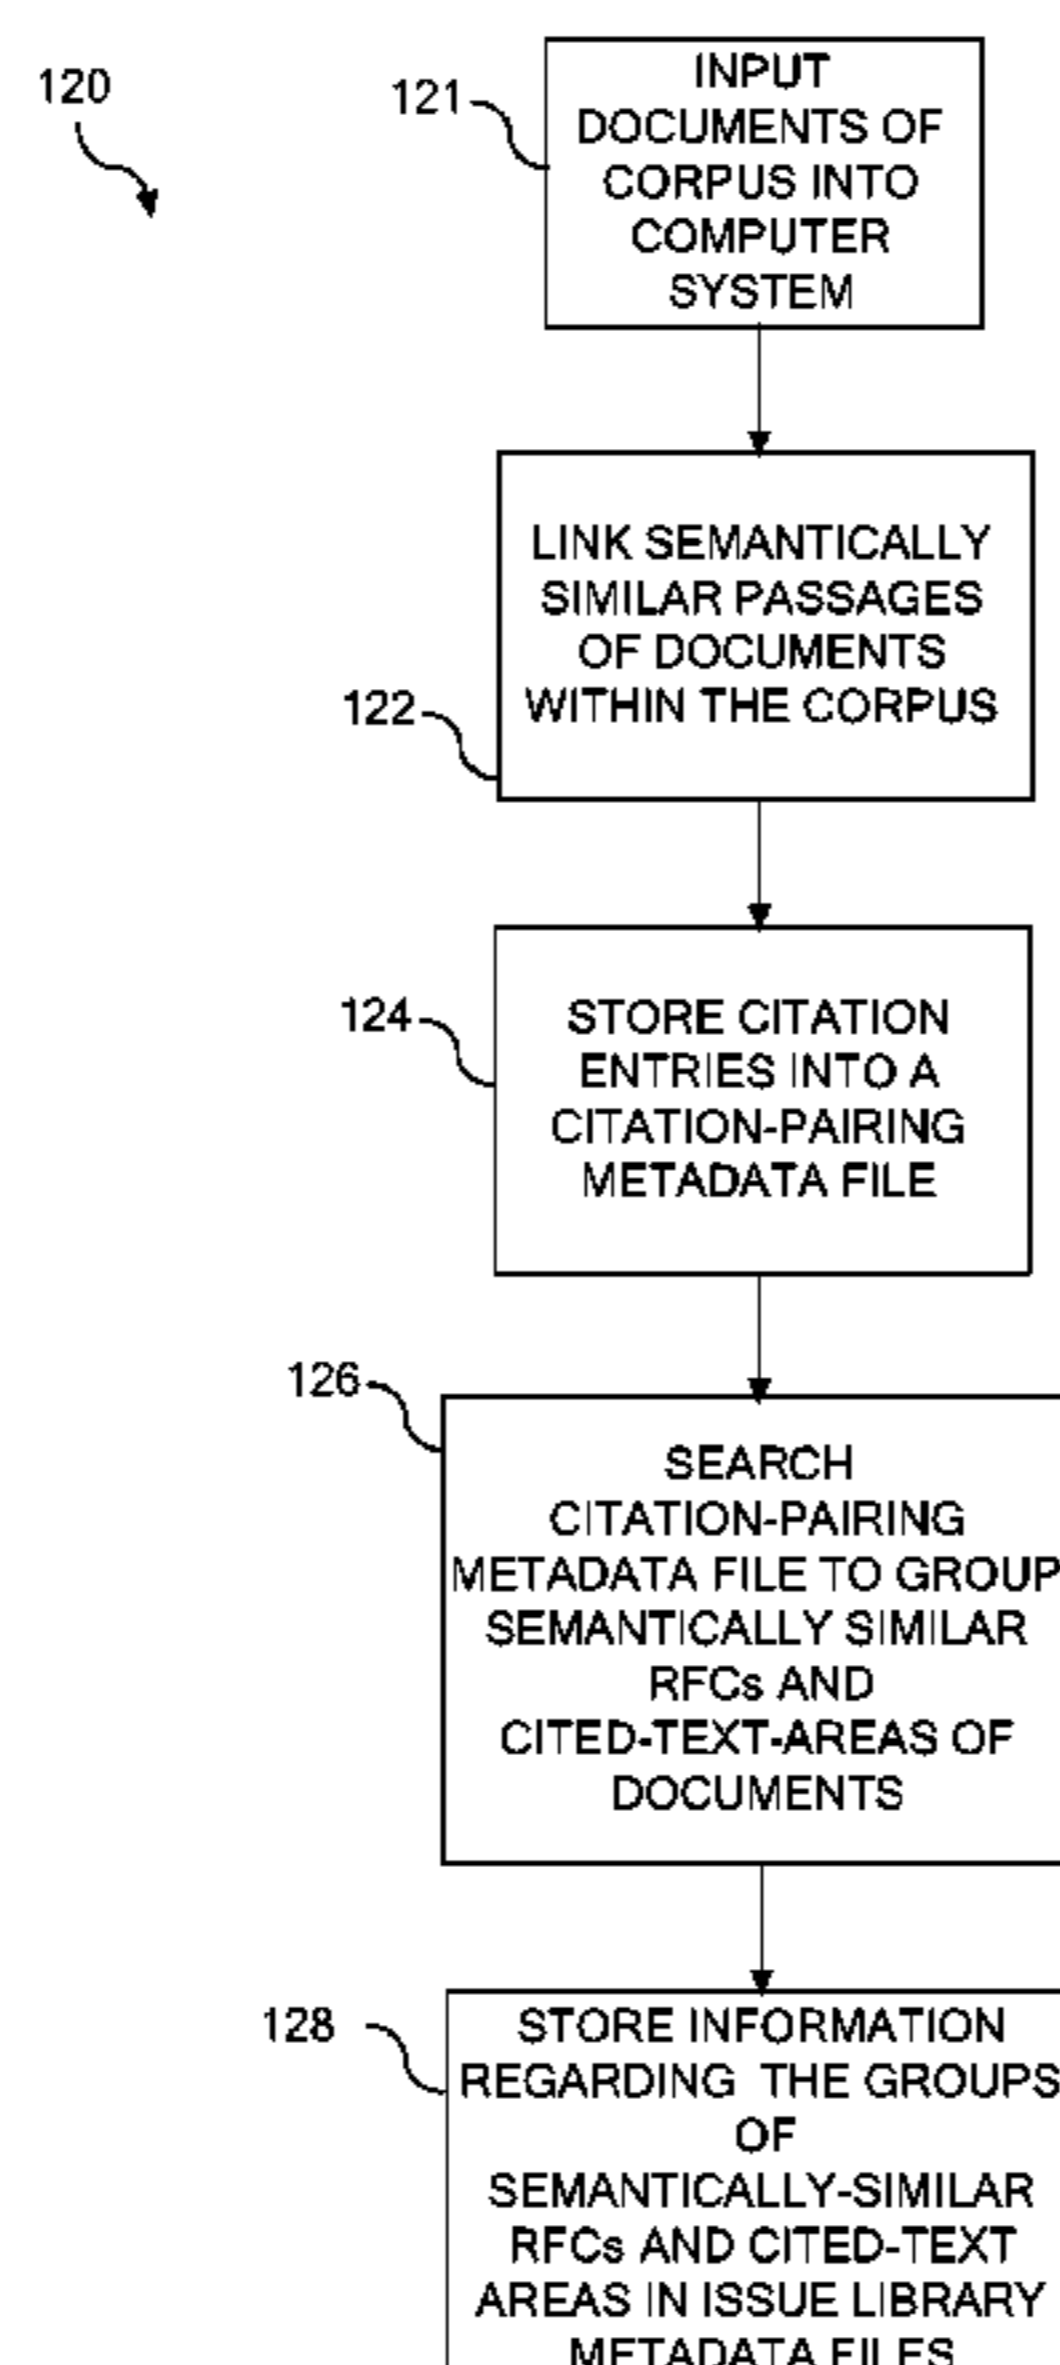 120
121
INPUT
DOCUMENTS OF
CORPUS INTO
COMPUTER
SYSTEM
LINK SEMANTICALLY
SIMILAR PASSAGES
OF DOCUMENTS
WITHIN THE CORPUS
122
124
STORE CITATION
ENTRIES INTO A
CITATION-PAIRING
METADATA FILE
126
SEARCH
CITATION-PAIRING
METADATA FILE TO GROUP
SEMANTICALLY SIMILAR
RFCs AND
CITED-TEXT-AREAS OF
DOCUMENTS
128
STORE INFORMATION
REGARDING THE GROUPS
OF
SEMANTICALLY-SIMILAR
RFCs AND CITED-TEXT
AREAS IN ISSUE LIBRARY
METADATA FILES